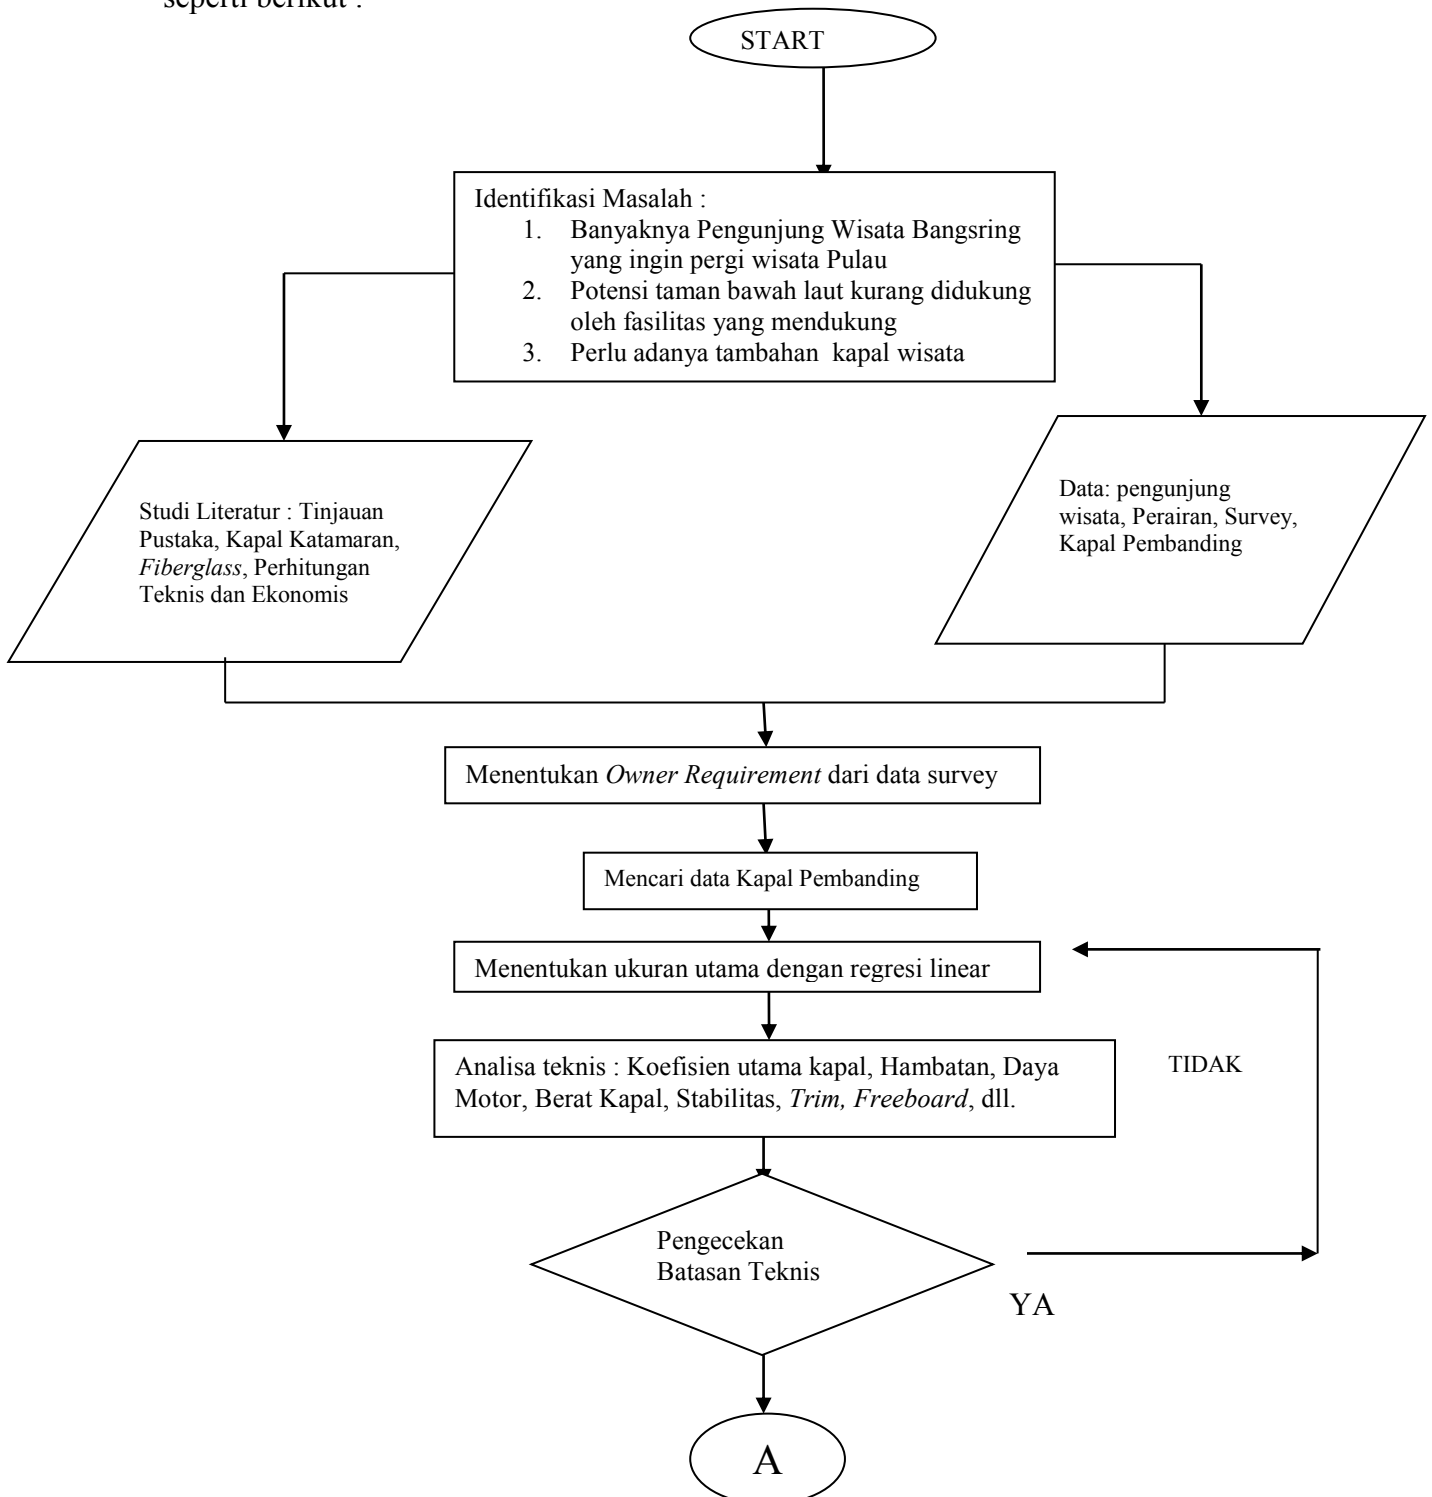 seperti berikut :
START
Identifikasi Masalah :
1. Banyaknya Pengunjung Wisata Bangsring
yang ingin pergi wisata Pulau
2. Potensi taman bawah laut kurang didukung
oleh fasilitas yang mendukung
3. Perlu adanya tambahan kapal wisata
Studi Literatur : Tinjauan
Pustaka, Kapal Katamaran,
Fiberglass, Perhitungan
Teknis dan Ekonomis
Data: pengunjung
wisata, Perairan, Survey,
Kapal Pembanding
Menentukan Owner Requirement dari data survey
Mencari data Kapal Pembanding
Menentukan ukuran utama dengan regresi linear
Analisa teknis : Koefisien utama kapal, Hambatan, Daya
Motor, Berat Kapal, Stabilitas, Trim, Freeboard, dll.
TIDAK
Pengecekan
Batasan Teknis
YA
A